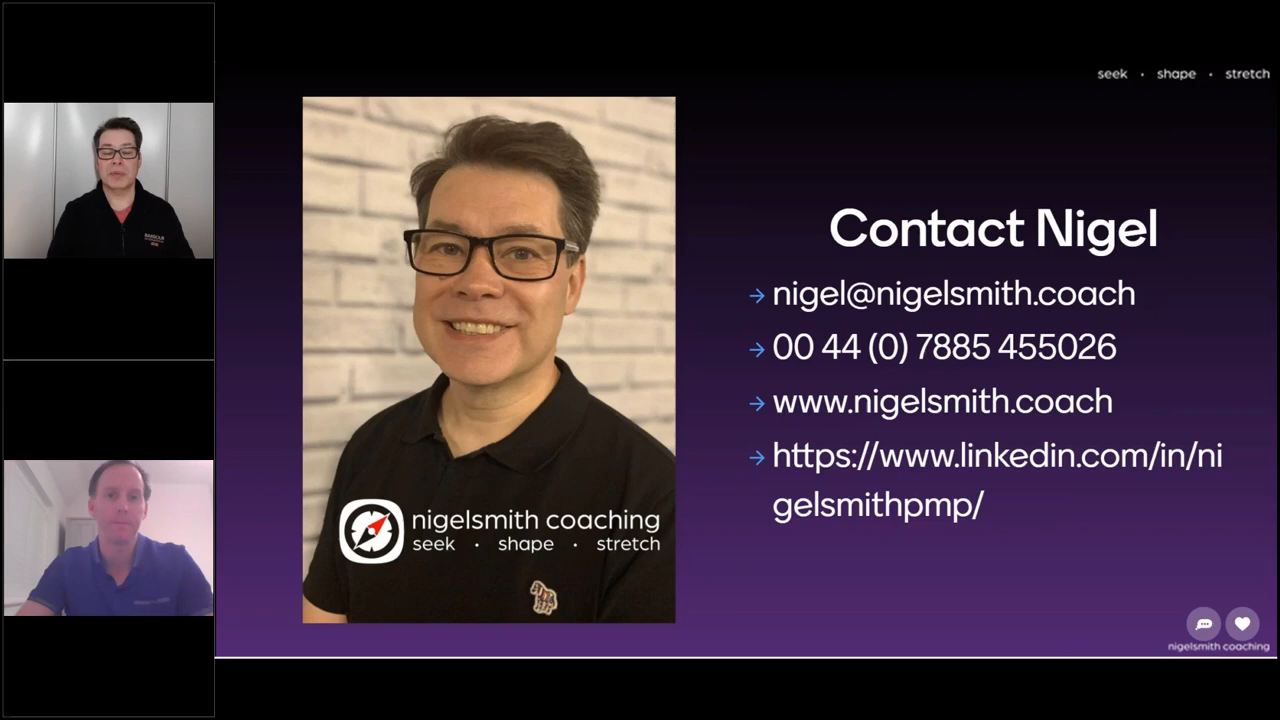 seek · shape · stretch
Contact Nigel
→ nigel@nigelsmith.coach
→ 00 44 (0) 7885 455026
→ www.nigelsmith.coach
→ https://www.linkedin.com/in/ni
gelsmithpmp/
nigelsmith coaching
seek · shape · stretch
nigelsmith coaching
BARBOUR